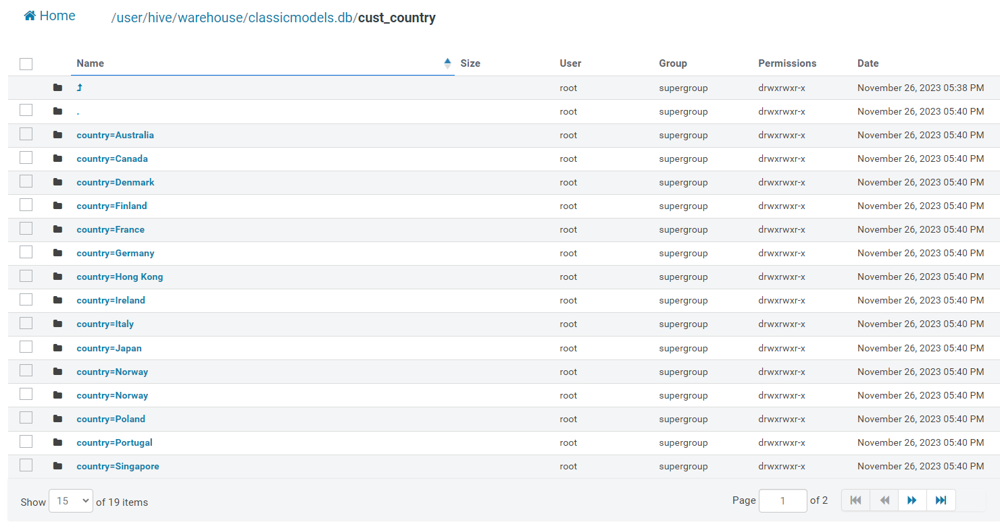 Home /user/hive/warehouse/classicmodels.db/cust_country
Name Size User Group Permissions Date
root supergroup drwxrwxr-x November 26, 2023 05:38 PM
. root supergroup drwxrwxr-x November 26, 2023 05:40 PM
country=Australia root supergroup drwxrwxr-x November 26, 2023 05:40 PM
country=Canada root supergroup drwxrwxr-x November 26, 2023 05:40 PM
country=Denmark root supergroup drwxrwxr-x November 26, 2023 05:40 PM
country=Finland root supergroup drwxrwxr-x November 26, 2023 05:40 PM
country=France root supergroup drwxrwxr-x November 26, 2023 05:40 PM
country=Germany root supergroup drwxrwxr-x November 26, 2023 05:40 PM
country=Hong Kong root supergroup drwxrwxr-x November 26, 2023 05:40 PM
country=Ireland root supergroup drwxrwxr-x November 26, 2023 05:40 PM
country=Italy root supergroup drwxrwxr-x November 26, 2023 05:40 PM
country=Japan root supergroup drwxrwxr-x November 26, 2023 05:40 PM
country=Norway root supergroup drwxrwxr-x November 26, 2023 05:40 PM
country=Norway root supergroup drwxrwxr-x November 26, 2023 05:40 PM
country=Poland root supergroup drwxrwxr-x November 26, 2023 05:40 PM
country=Portugal root supergroup drwxrwxr-x November 26, 2023 05:40 PM
country=Singapore root supergroup drwxrwxr-x November 26, 2023 05:40 PM
Show 15 of 19 items Page 1 of 2